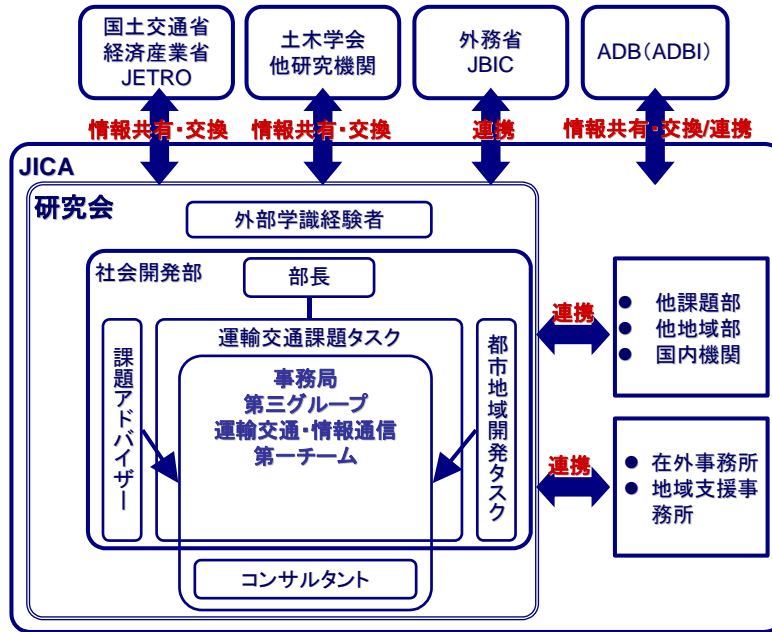 国土交通省
経済産業省
JETRO
土木学会
他研究機関
外務省
JBIC
ADB(ADBI)
情報共有・交換
情報共有・交換
連携
情報共有・交換/連携
JICA
研究会
外部学識経験者
社会開発部
部長
運輸交通課題タスク
課題アドバイザー
事務局
第三グループ
運輸交通・情報通信
第一チーム
都市地域開発タスク
コンサルタント
連携
● 他課題部
● 他地域部
● 国内機関
連携
● 在外事務所
● 地域支援事
務所